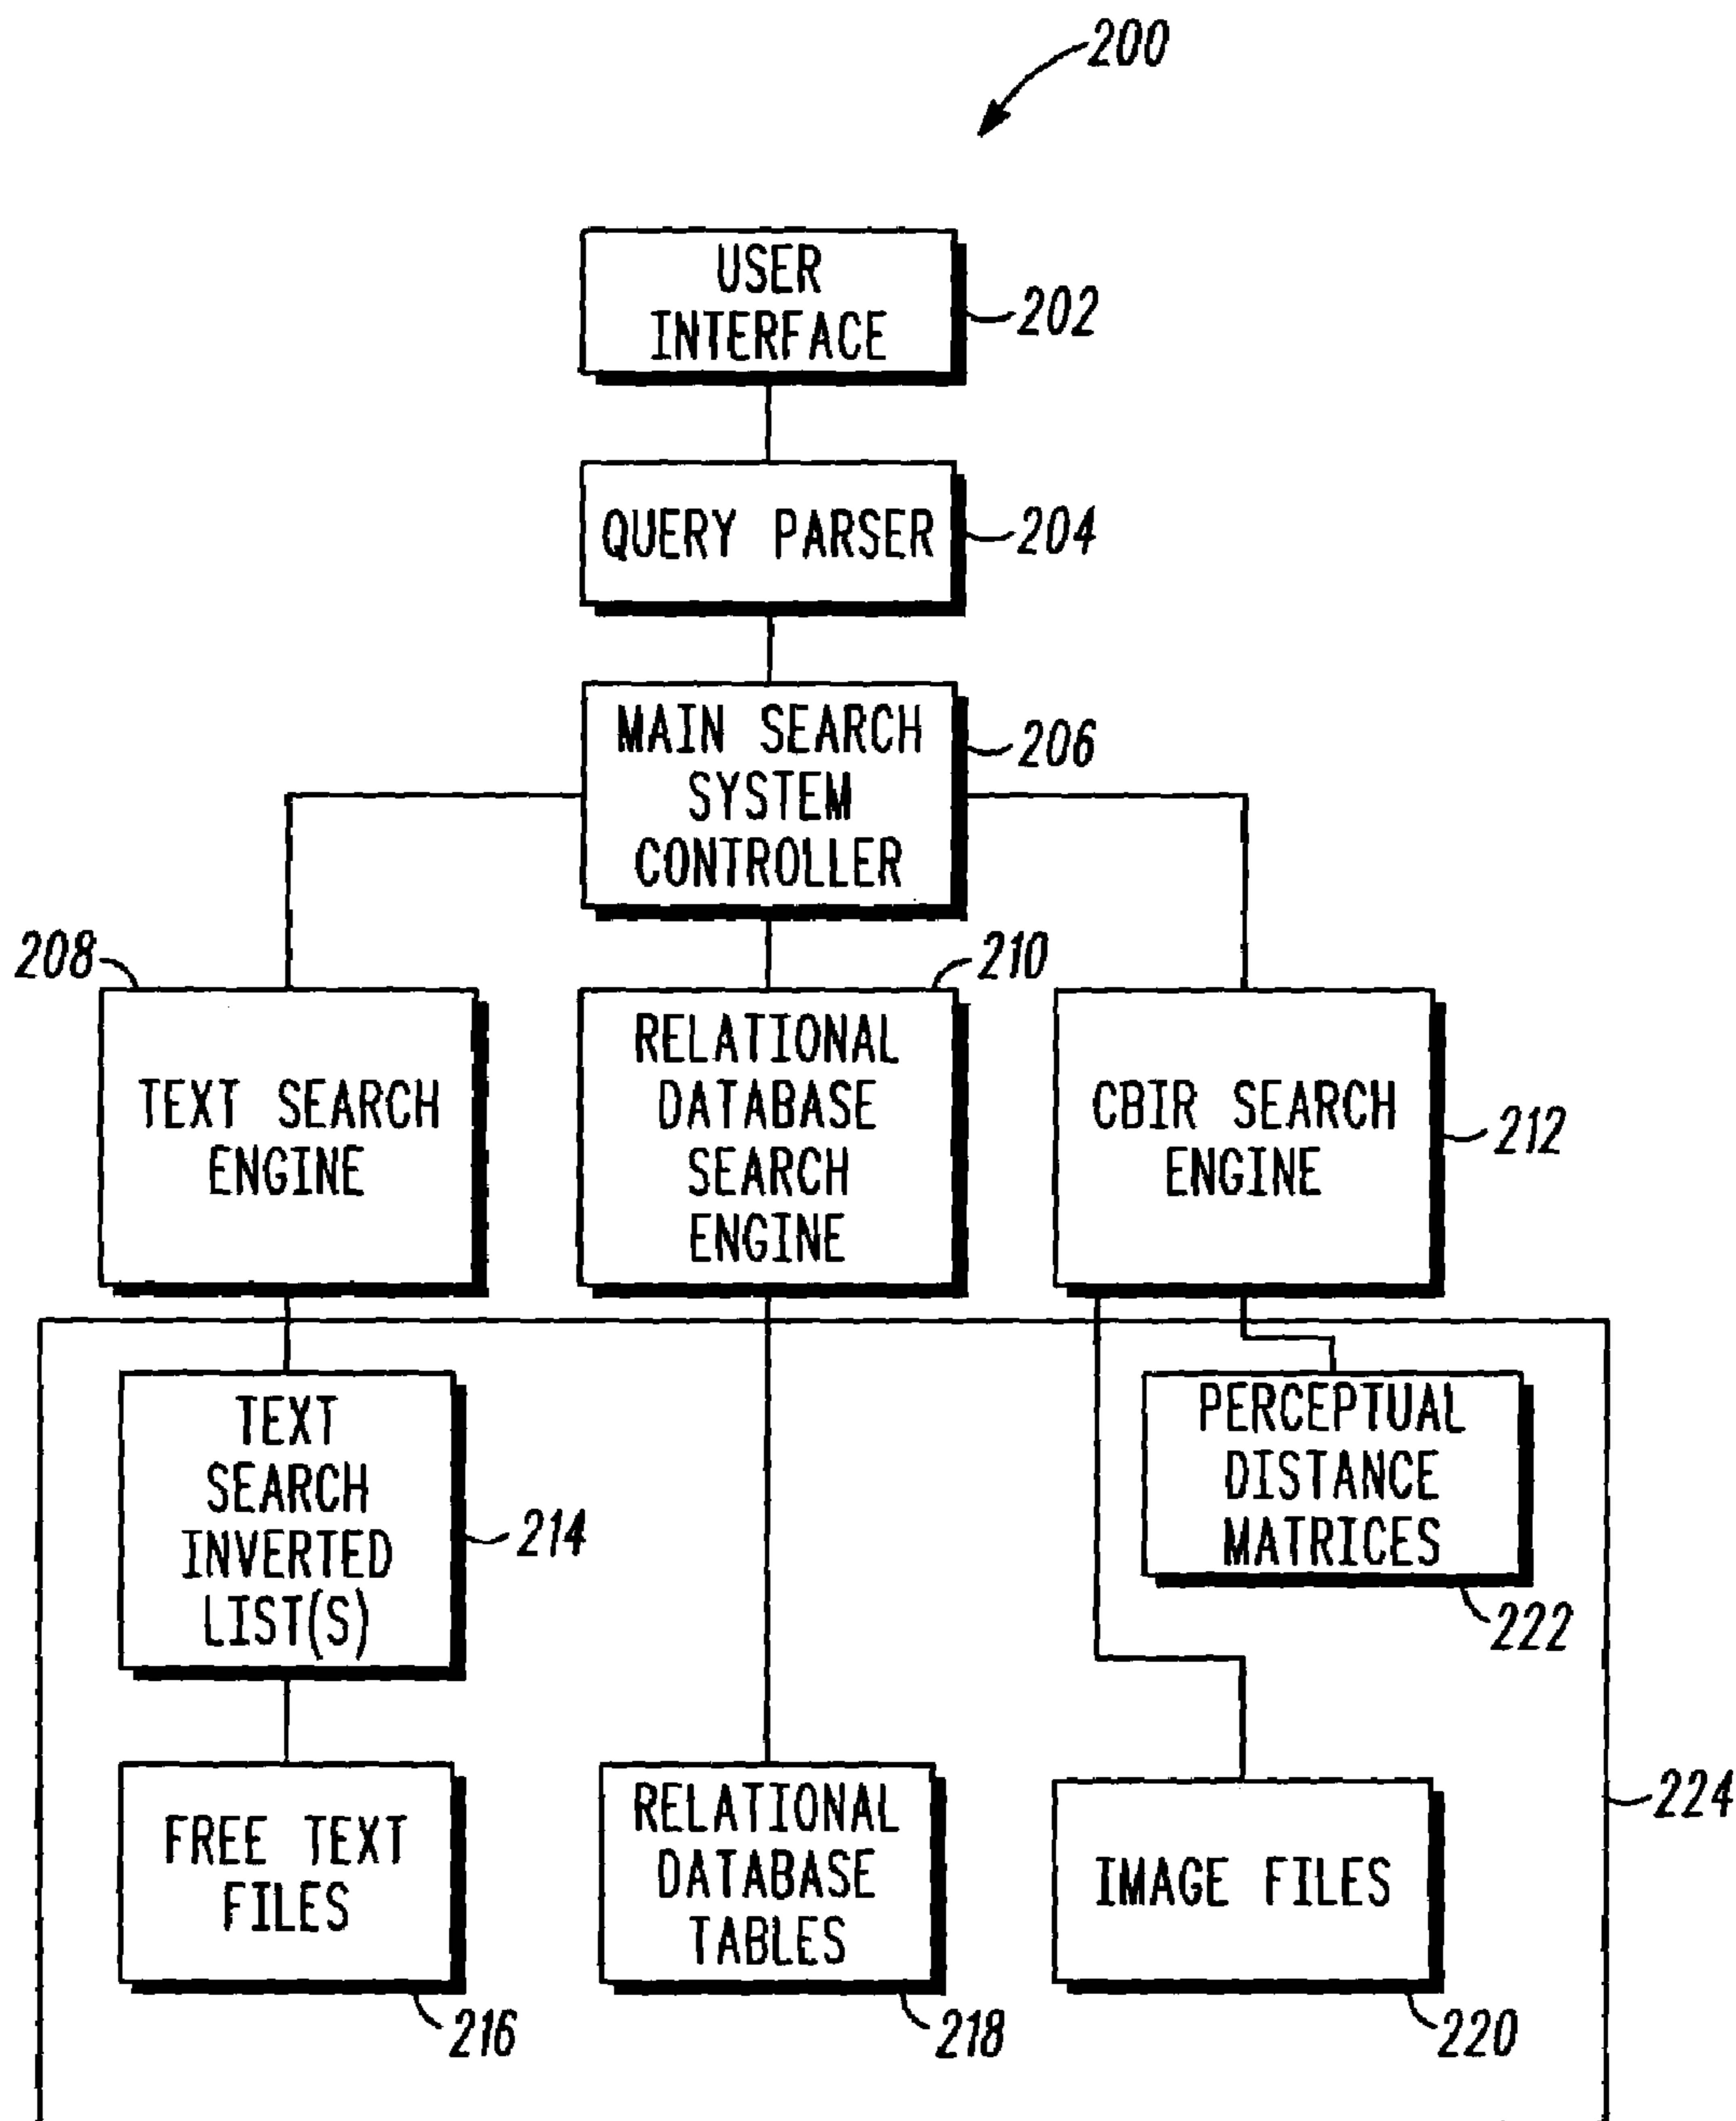 200
USER
INTERFACE
202
QUERY PARSER
204
MAIN SEARCH
SYSTEM
CONTROLLER
206
208
TEXT SEARCH
ENGINE
210
RELATIONAL
DATABASE
SEARCH
ENGINE
CBIR SEARCH
ENGINE
212
TEXT
SEARCH
INVERTED
LIST(S)
214
PERCEPTUAL
DISTANCE
MATRICES
222
FREE TEXT
FILES
216
RELATIONAL
DATABASE
TABLES
218
IMAGE FILES
220
224